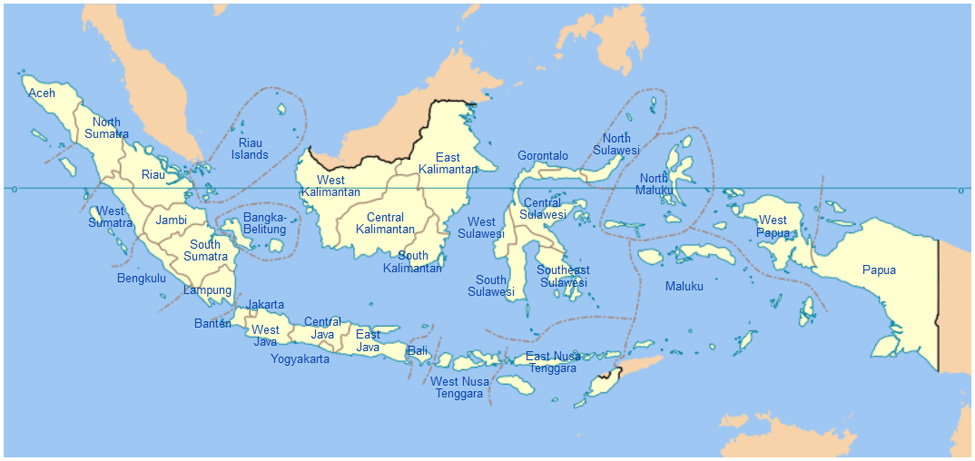 Aceh
North
Sumatra
Riau
Islands
Riau
West
Sumatra
Jambi
Bangka-
Belitung
South
Sumatra
Bengkulu
Lampung
Jakarta
Banten
West
Java
Central
Java
Yogyakarta
East
Java
Bali
West Nusa
Tenggara
East Nusa
Tenggara
West
Kalimantan
East
Kalimantan
Central
Kalimantan
South
Kalimantan
Gorontalo
North
Sulawesi
Central
Sulawesi
West
Sulawesi
South
Sulawesi
Southeast
Sulawesi
North
Maluku
Maluku
West
Papua
Papua
0
0